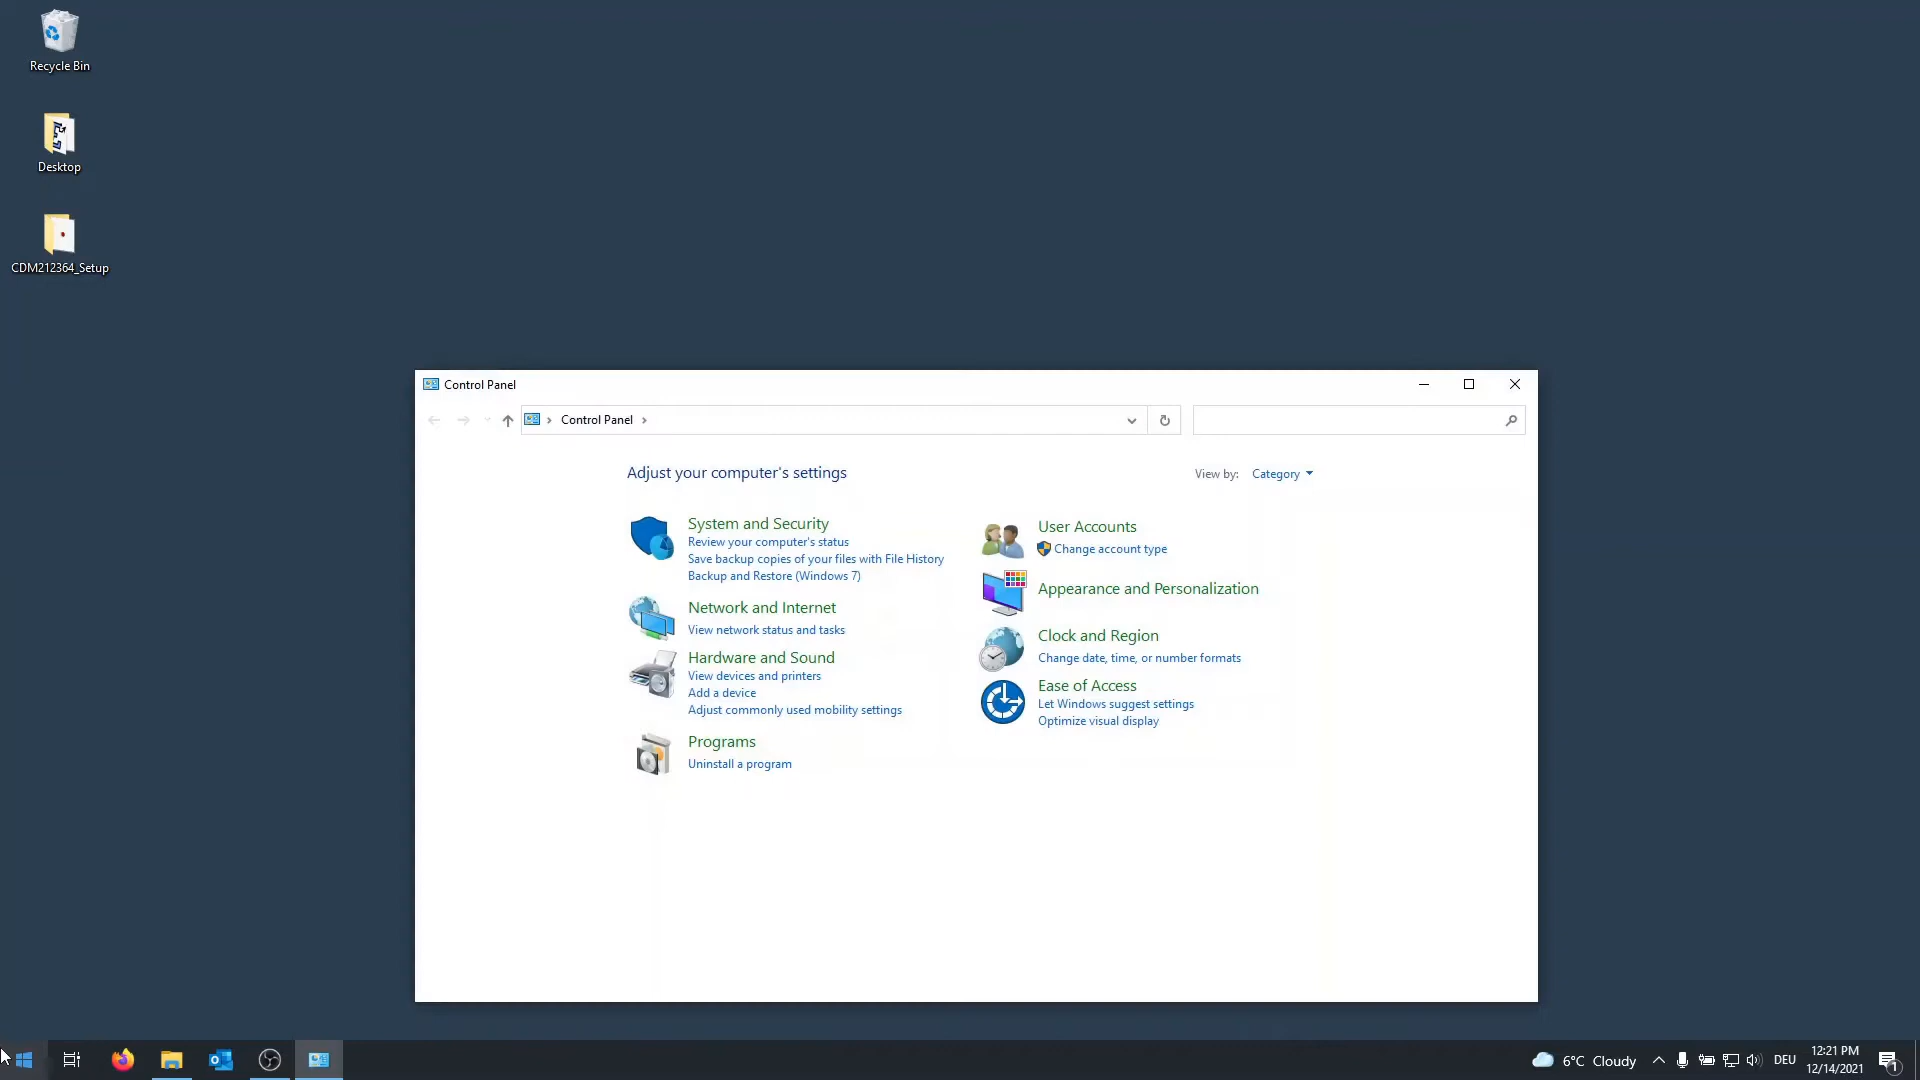 Recycle Bin
Desktop
CDM212364_Setup
Control Panel
Control Panel
Adjust your computer's settings
View by: Category
System and Security
Review your computer's status
Save backup copies of your files with File History
Backup and Restore (Windows 7)
Network and Internet
View network status and tasks
Hardware and Sound
View devices and printers
Add a device
Adjust commonly used mobility settings
Programs
Uninstall a program
User Accounts
Change account type
Appearance and Personalization
Clock and Region
Change date, time, or number formats
Ease of Access
Let Windows suggest settings
Optimize visual display
6°C Cloudy
DEU
12:21 PM
12/14/2021
1